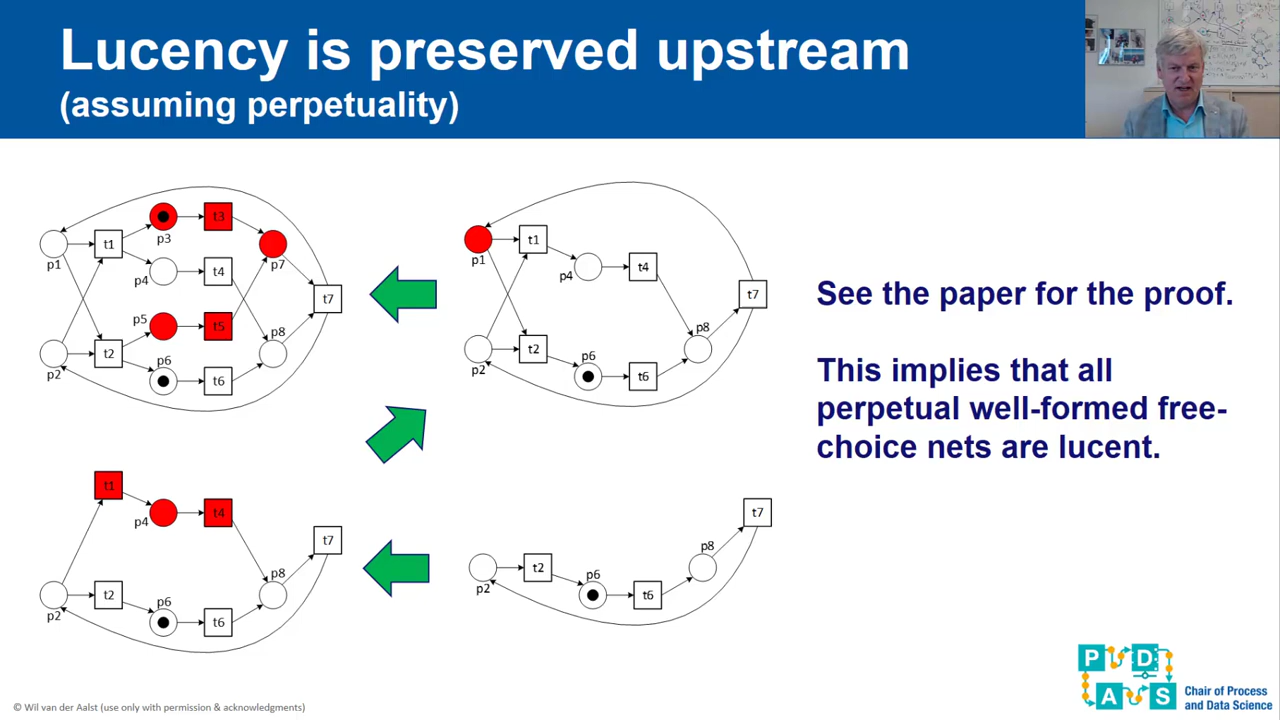 Lucency is preserved upstream
(assuming perpetuality)
p1
p2
t1
t2
p3
p4
p5
p6
t3
t4
t5
t6
p7
p8
t7
p1
p2
t1
t2
p4
p6
t4
t6
p8
t7
See the paper for the proof.
This implies that all
perpetual well-formed free-
choice nets are lucent.
t1
p2
t2
p4
p6
t4
t6
p8
t7
p2
t2
p6
t6
p8
t7
P D
A S
Chair of Process
and Data Science
© Wil van der Aalst (use only with permission & acknowledgments)